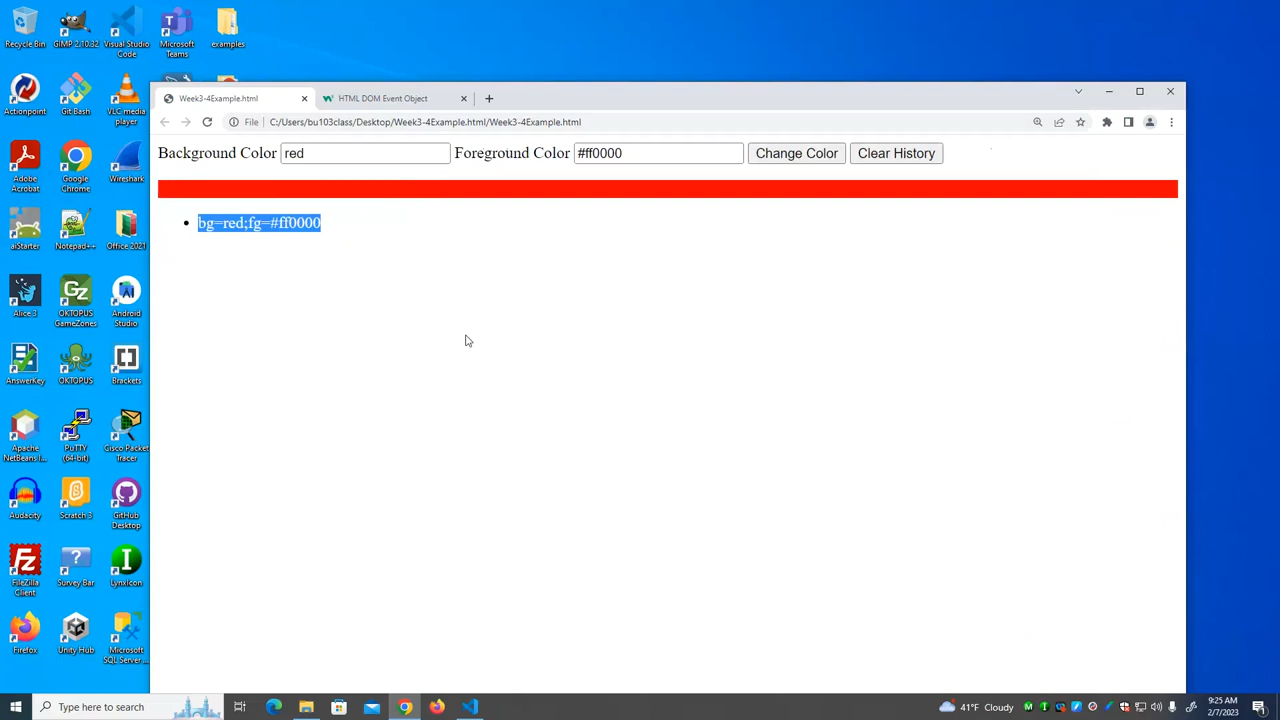 Recycle Bin
GIMP 2.10.32
Visual Studio
Code
Microsoft
Teams
examples
Actionpoint
Git Bash
VLC media
player
Adobe
Acrobat
Google
Chrome
Wireshark
aiStarter
Notepad++
Office 2021
Alice 3
OKTOPUS
GameZones
Android
Studio
AnswerKey
OKTOPUS
Brackets
Apache
NetBeans I...
PuTTY
(64-bit)
Cisco Packet
Tracer
Audacity
Scratch 3
GitHub
Desktop
FileZilla
Client
Survey Bar
LynxIcon
Firefox
Unity Hub
Microsoft
SQL Server ...
Week3-4Example.html
HTML DOM Event Object
File
C:/Users/bu103class/Desktop/Week3-4Example.html/Week3-4Example.html
Background Color red Foreground Color #ff0000 Change Color Clear History
bg=red;fg=#ff0000
Type here to search
41°F Cloudy
9:25 AM
2/7/2023